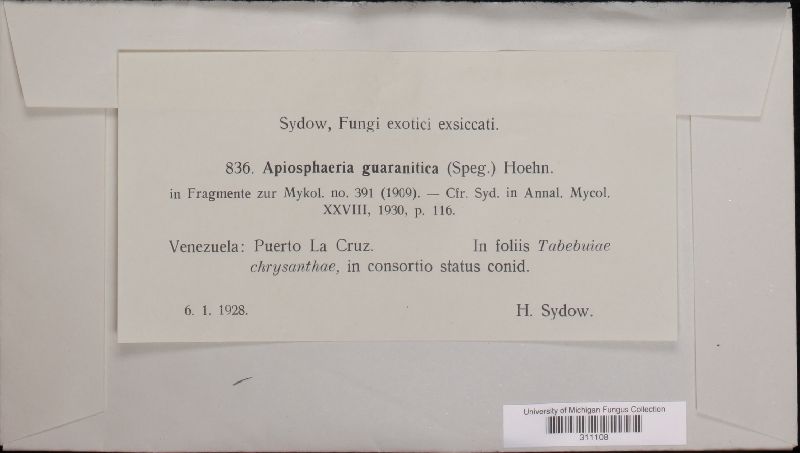 Sydow, Fungi exotici exsiccati.
836. Apiosphaeria guaranitica (Speg.) Hoehn.
in Fragmente zur Mykol. no. 391 (1909). — Cfr. Syd. in Annal. Mycol.
XXVIII, 1930, p. 116.
Venezuela: Puerto La Cruz. In foliis Tabebuiae
chrysanthae, in consortio status conid.
6. 1. 1928. H. Sydow.
University of Michigan Fungus Collection
311108